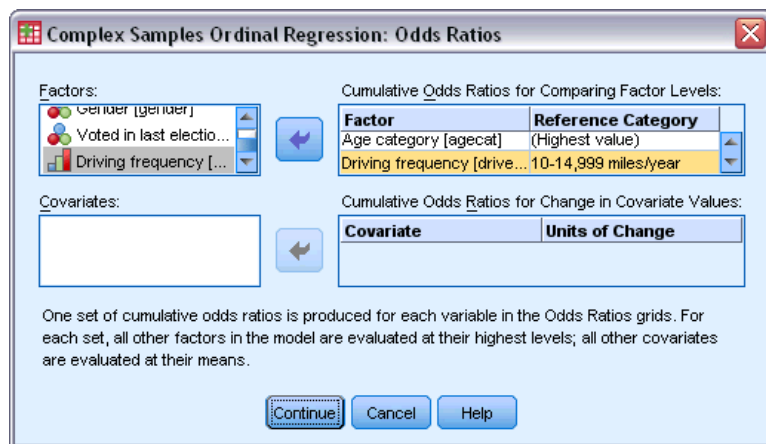 Complex Samples Ordinal Regression: Odds Ratios
Factors:
Gender [gender]
Voted in last electio...
Driving frequency [...
Cumulative Odds Ratios for Comparing Factor Levels:
Factor Reference Category
Age category [agecat] (Highest value)
Driving frequency [drive... 10-14,999 miles/year
Covariates:
Cumulative Odds Ratios for Change in Covariate Values:
Covariate Units of Change
One set of cumulative odds ratios is produced for each variable in the Odds Ratios grids. For
each set, all other factors in the model are evaluated at their highest levels; all other covariates
are evaluated at their means.
Continue Cancel Help